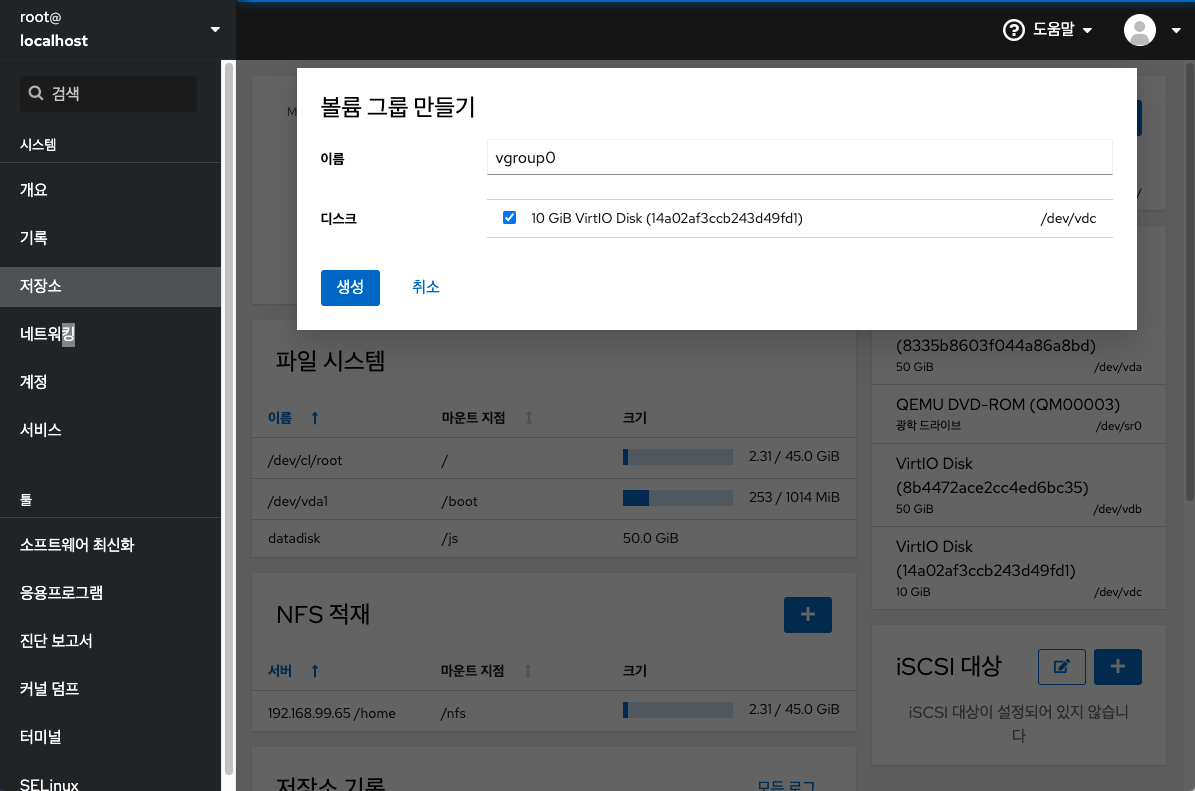 root@
localhost
도움말
검색
시스템
개요
기록
저장소
네트워킹
계정
서비스
툴
소프트웨어 최신화
응용프로그램
진단 보고서
커널 덤프
터미널
SELinux
볼륨 그룹 만들기
이름
vgroup0
디스크
10 GiB VirtIO Disk (14a02af3ccb243d49fd1)
/dev/vdc
생성
취소
파일 시스템
이름
마운트 지점
크기
/dev/cl/root
/
2.31 / 45.0 GiB
/dev/vda1
/boot
253 / 1014 MiB
datadisk
/js
50.0 GiB
NFS 적재
서버
마운트 지점
크기
192.168.99.65 /home
/nfs
2.31 / 45.0 GiB
저장소 기록
모든 로그
(8335b8603f044a86a8bd)
50 GiB
/dev/vda
QEMU DVD-ROM (QM00003)
광학 드라이브
/dev/sr0
VirtIO Disk
(8b4472ace2cc4ed6bc35)
50 GiB
/dev/vdb
VirtIO Disk
(14a02af3ccb243d49fd1)
10 GiB
/dev/vdc
iSCSI 대상
iSCSI 대상이 설정되어 있지 않습니
다